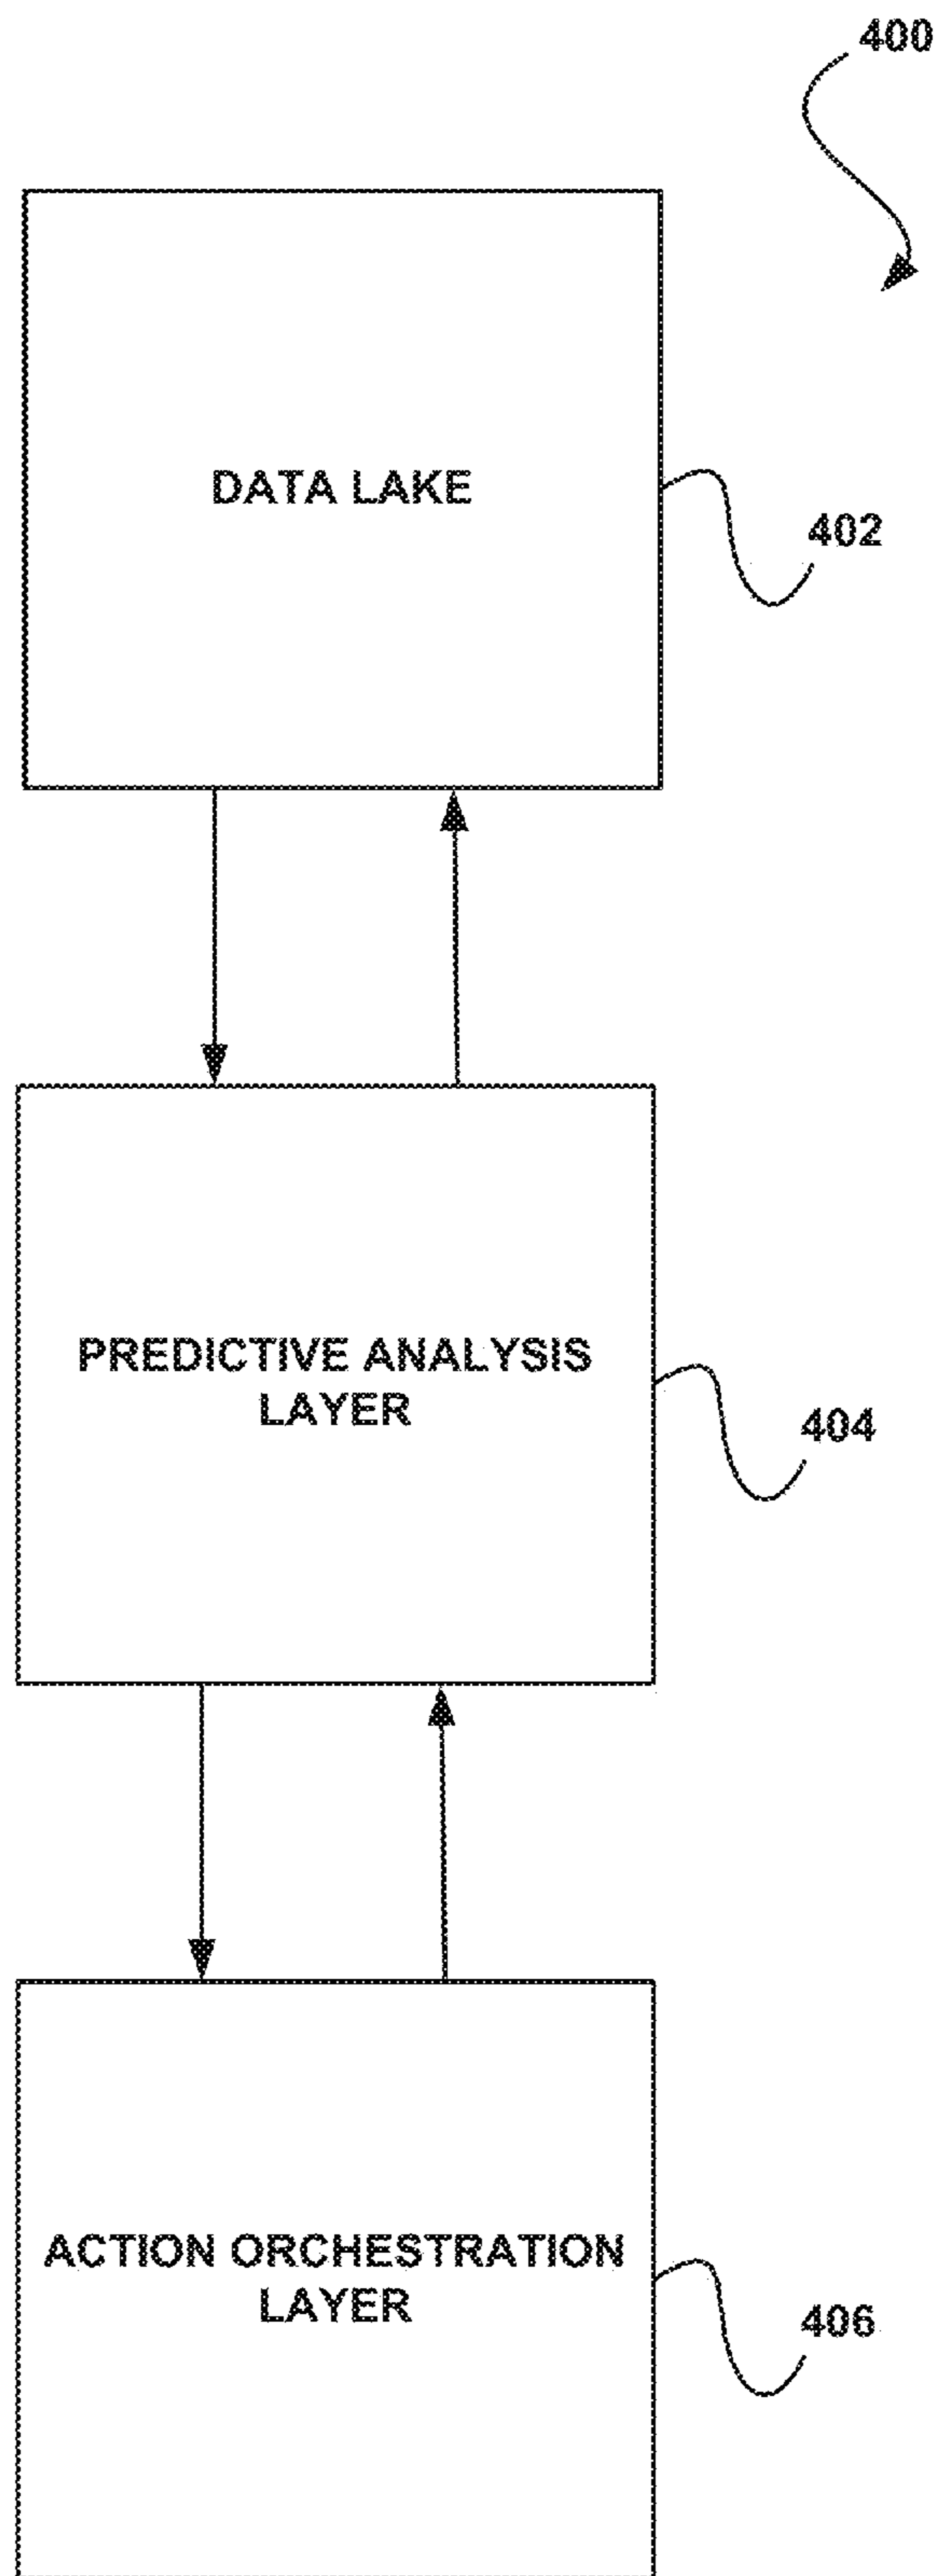 400
DATA LAKE
402
PREDICTIVE ANALYSIS
LAYER
404
ACTION ORCHESTRATION
LAYER
406